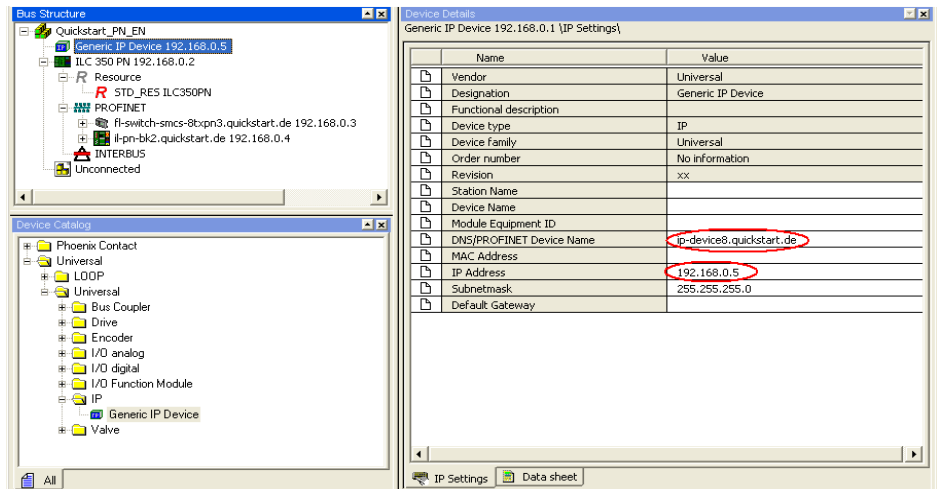 Bus Structure
Quickstart_PN_EN
Generic IP Device 192.168.0.5
ILC 350 PN 192.168.0.2
R Resource
R STD_RES ILC350PN
PROFINET
fl-switch-smcs-8txpn3.quickstart.de 192.168.0.3
il-pn-bk2.quickstart.de 192.168.0.4
INTERBUS
Unconnected
Device Catalog
Phoenix Contact
Universal
LOOP
Universal
Bus Coupler
Drive
Encoder
I/O analog
I/O digital
I/O Function Module
IP
Generic IP Device
Valve
All
Device Details
Generic IP Device 192.168.0.1 \IP Settings\
Name Value
Vendor Universal
Designation Generic IP Device
Functional description
Device type IP
Device family Universal
Order number No information
Revision xx
Station Name
Device Name
Module Equipment ID
DNS/PROFINET Device Name ip-device8.quickstart.de
MAC Address
IP Address 192.168.0.5
Subnetmask 255.255.255.0
Default Gateway
IP Settings Data sheet